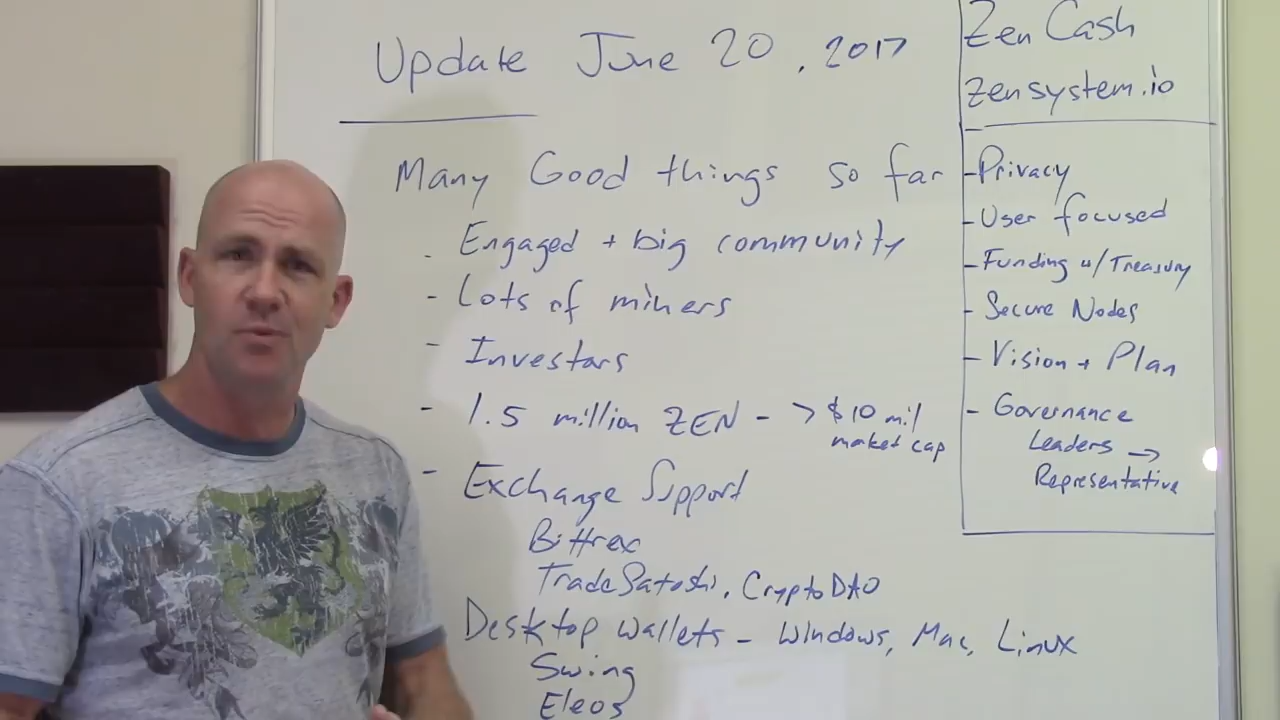 Update June 20, 2017
Many Good things so far
- Engaged + big community
- Lots of miners
- Investors
- 1.5 million ZEN - > $10 mil
market cap
- Exchange Support
Bittrex
TradeSatoshi, CryptoDAO
Desktop Wallets - Windows, Mac, Linux
Swing
Eleos
Zen Cash
zensystem.io
- Privacy
- User focused
- Funding w/Treasury
- Secure Nodes
- Vision + Plan
- Governance
Leaders →
Representative